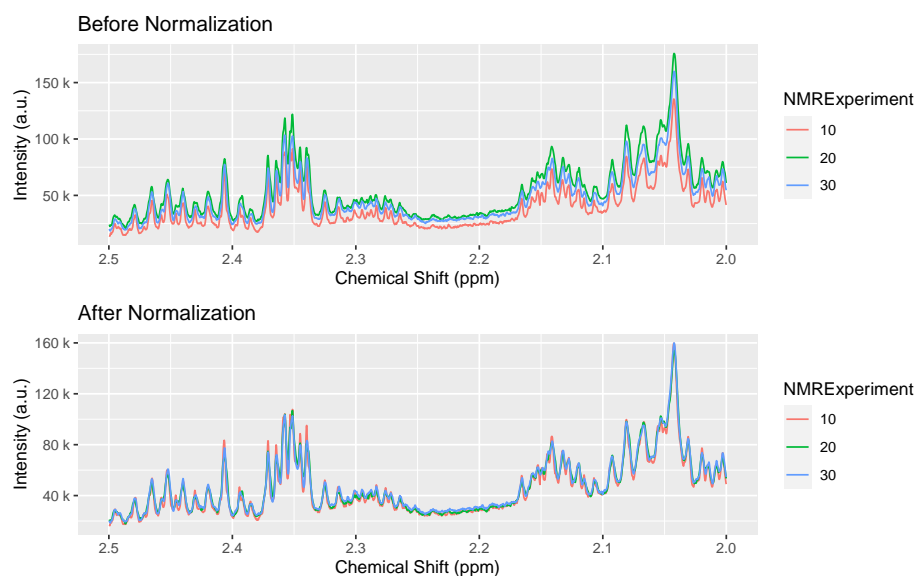 Before Normalization
Intensity (a.u.)
150 k
100 k
50 k
2.5 2.4 2.3 2.2 2.1 2.0
Chemical Shift (ppm)
NMRExperiment
10
20
30
After Normalization
Intensity (a.u.)
160 k
120 k
80 k
40 k
2.5 2.4 2.3 2.2 2.1 2.0
Chemical Shift (ppm)
NMRExperiment
10
20
30